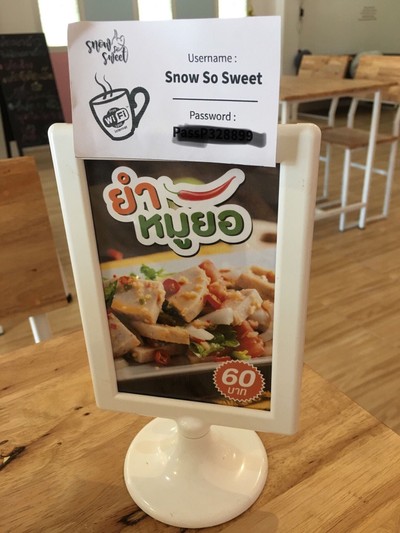 Snow
So
Sweet
WiFi
Username :
Snow So Sweet
Password :
ยำ
หมูยอ
60
บาท